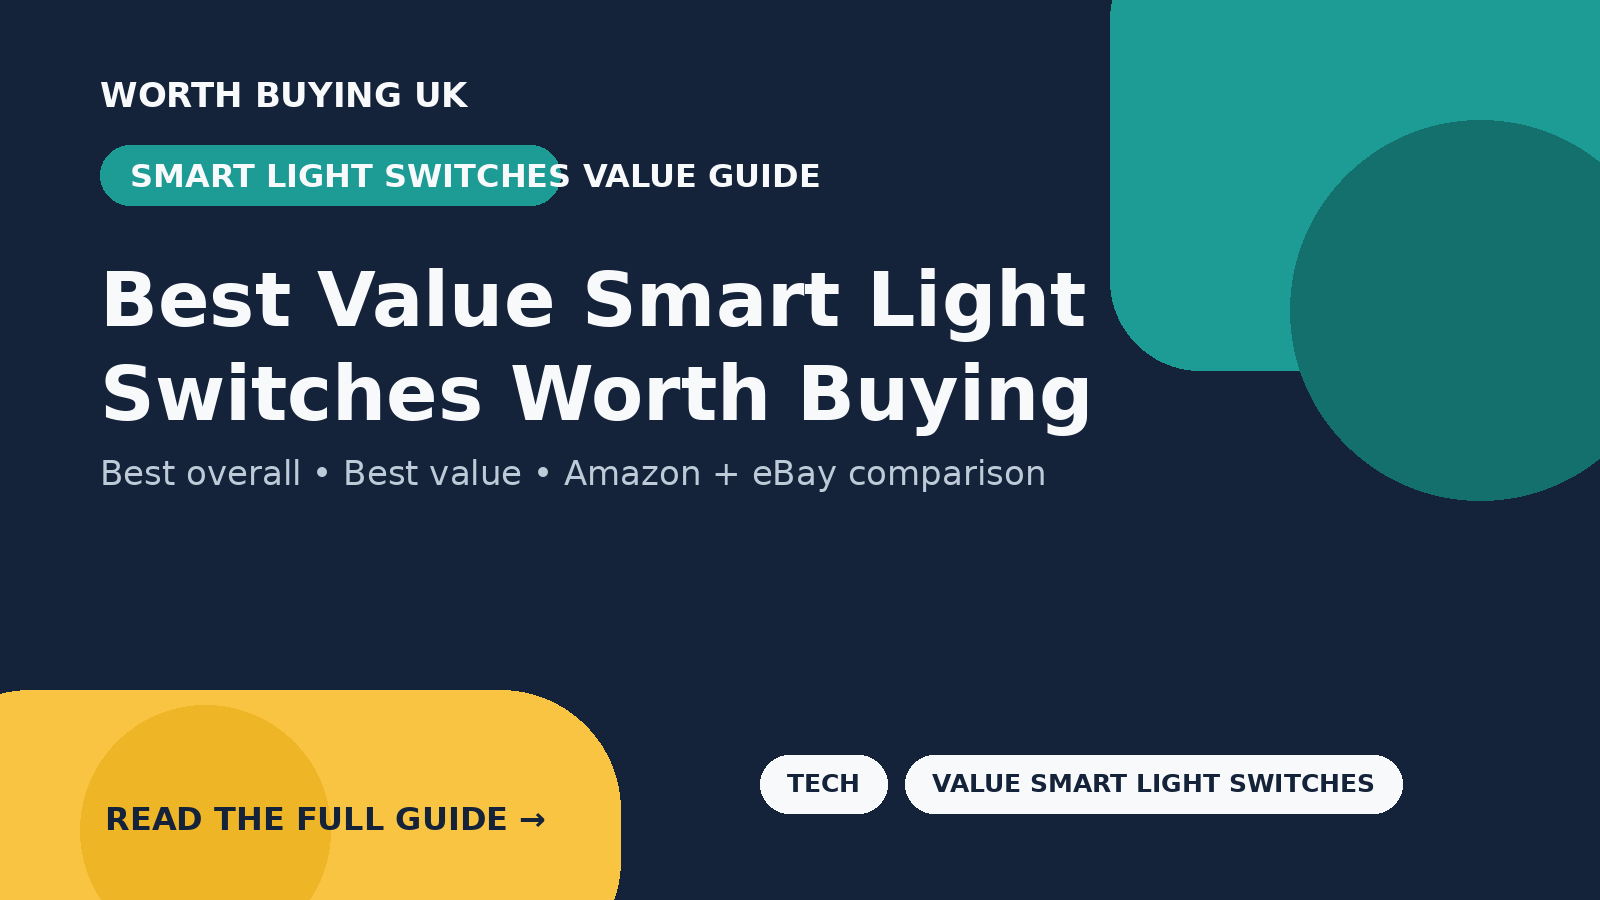 WORTH BUYING UK
SMART LIGHT SWITCHES VALUE GUIDE
Best Value Smart Light
Switches Worth Buying
Best overall • Best value • Amazon + eBay comparison
READ THE FULL GUIDE →
TECH
VALUE SMART LIGHT SWITCHES